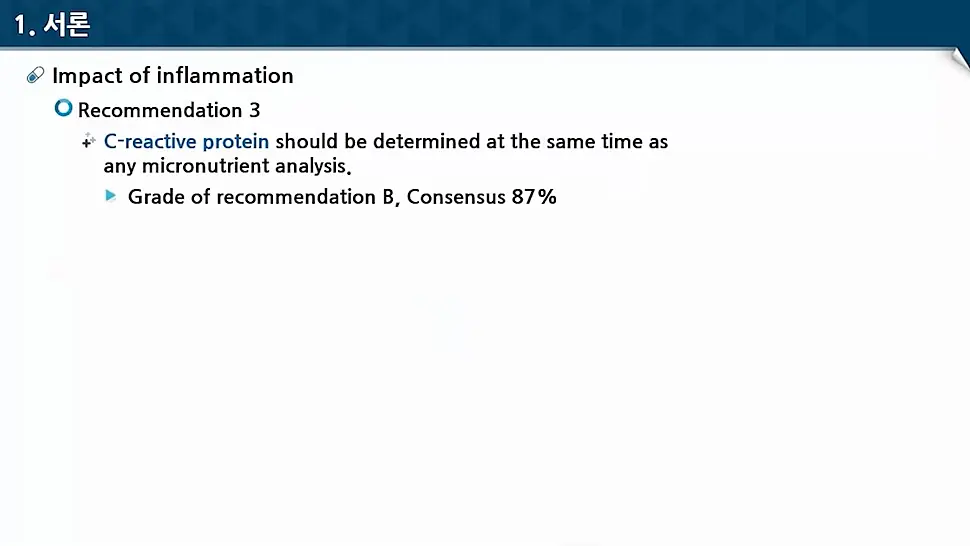 1. 서론
Impact of inflammation
Recommendation 3
C-reactive protein should be determined at the same time as
any micronutrient analysis.
Grade of recommendation B, Consensus 87%